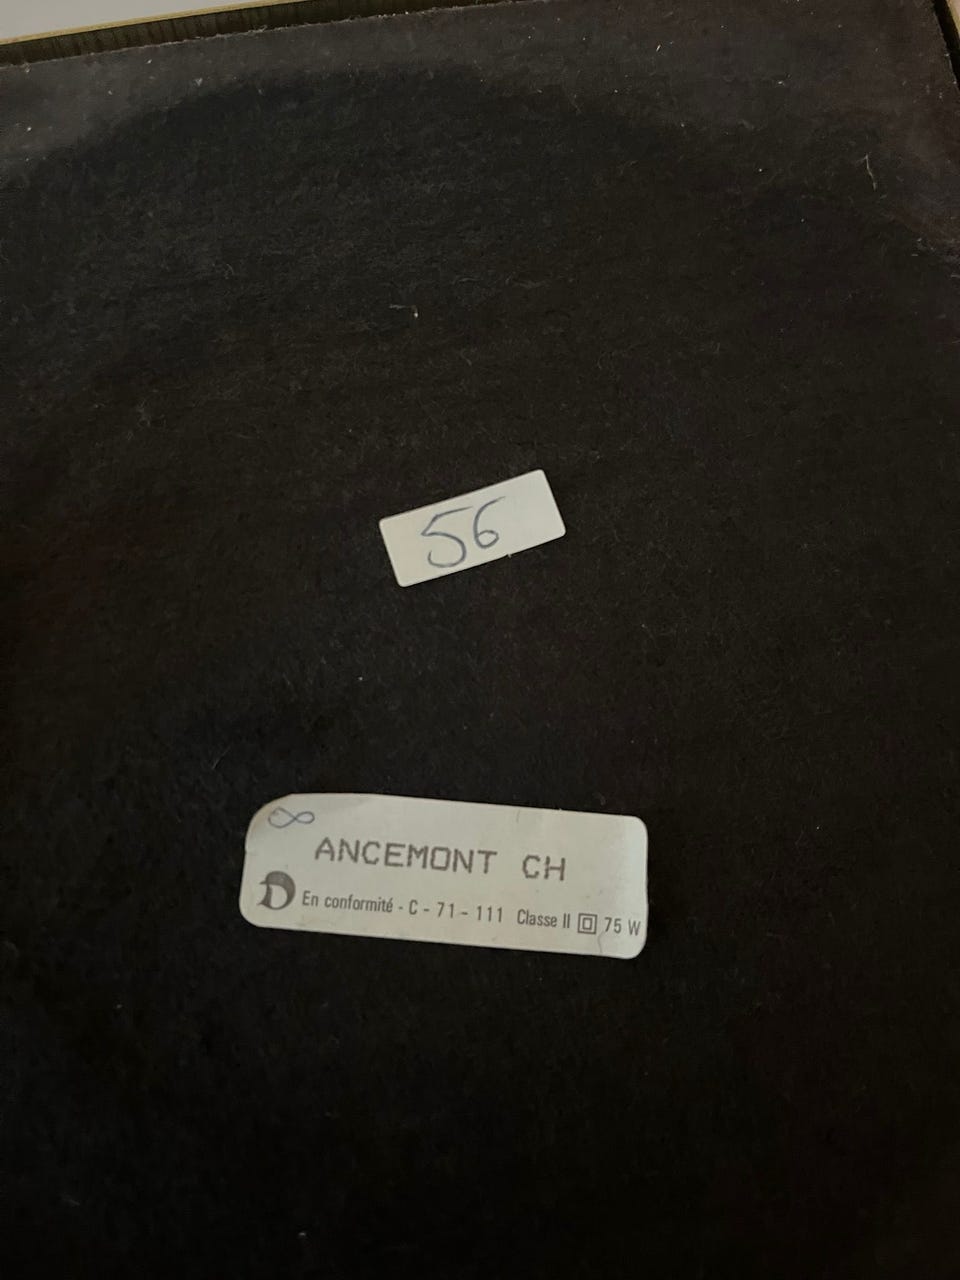 56
∞
ANCEMONT CH
D En conformité - C - 71 - 111 Classe II 75 W